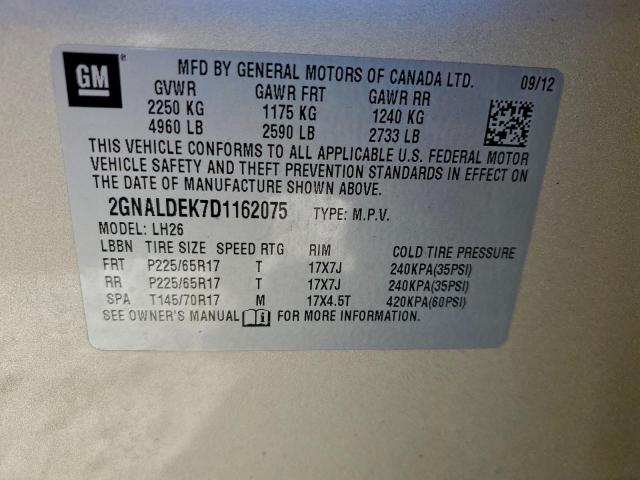 GM MFD BY GENERAL MOTORS OF CANADA LTD. 09/12
GVWR GAWR FRT GAWR RR
2250 KG 1175 KG 1240 KG
4960 LB 2590 LB 2733 LB
THIS VEHICLE CONFORMS TO ALL APPLICABLE U.S. FEDERAL MOTOR
VEHICLE SAFETY AND THEFT PREVENTION STANDARDS IN EFFECT ON
THE DATE OF MANUFACTURE SHOWN ABOVE.
2GNALDEK7D1162075 TYPE: M.P.V.
MODEL: LH26
LBBN TIRE SIZE SPEED RTG RIM COLD TIRE PRESSURE
FRT P225/65R17 T 17X7J 240KPA(35PSI)
RR P225/65R17 T 17X7J 240KPA(35PSI)
SPA T145/70R17 M 17X4.5T 420KPA(60PSI)
SEE OWNER'S MANUAL FOR MORE INFORMATION.